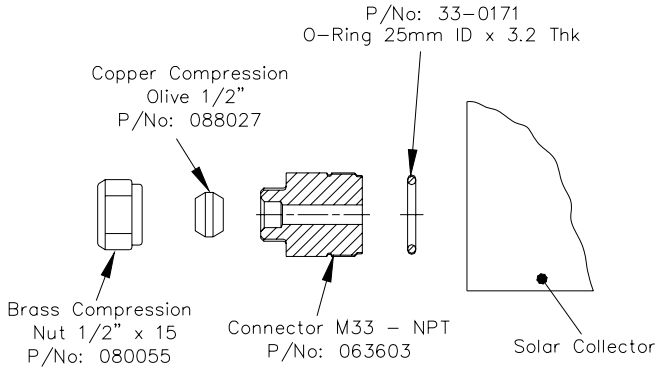 P/No: 33-0171
O-Ring 25mm ID x 3.2 Thk
Copper Compression
Olive 1/2"
P/No: 088027
Brass Compression
Nut 1/2" x 15
P/No: 080055
Connector M33 - NPT
P/No: 063603
Solar Collector